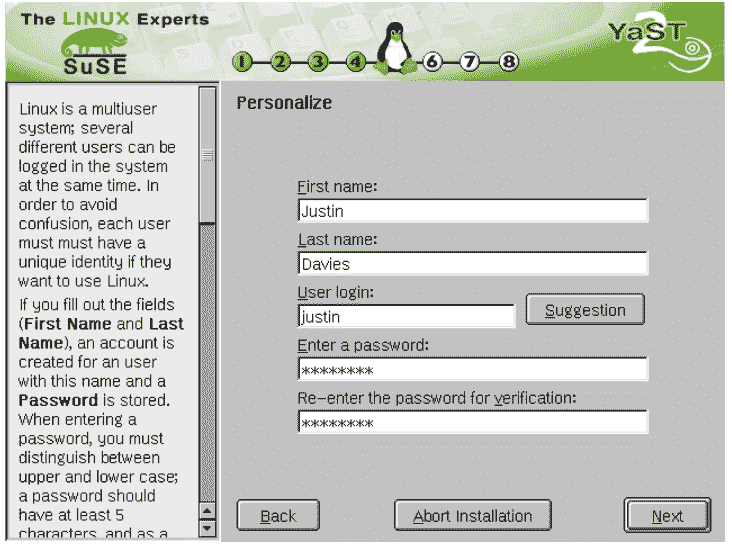 The LINUX Experts
SuSE
1 2 3 4 6 7 8
YaST2
Linux is a multiuser
system; several
different users can be
logged in the system
at the same time. In
order to avoid
confusion, each user
must must have a
unique identity if they
want to use Linux.
If you fill out the fields
(First Name and Last
Name), an account is
created for an user
with this name and a
Password is stored.
When entering a
password, you must
distinguish between
upper and lower case;
a password should
have at least 5
characters, and as a
Personalize
First name:
Justin
Last name:
Davies
User login:
justin
Suggestion
Enter a password:
********
Re-enter the password for verification:
********
Back
Abort Installation
Next